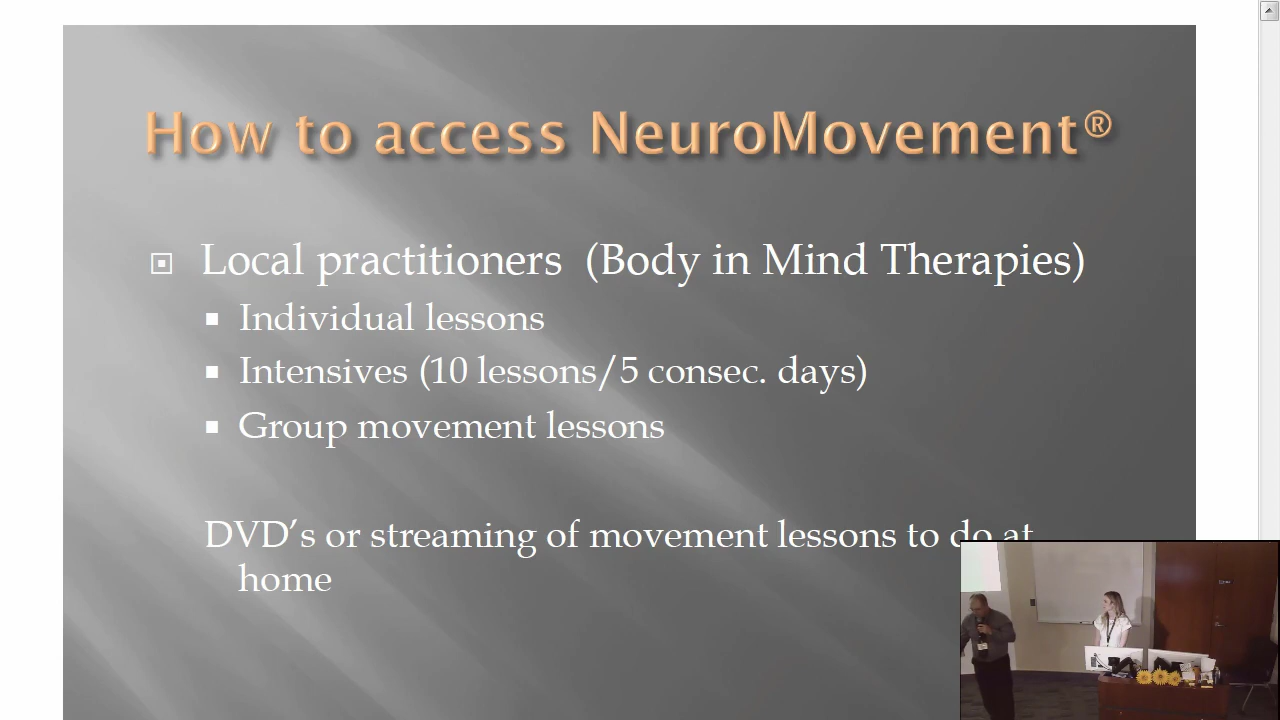 How to access NeuroMovement®
Local practitioners (Body in Mind Therapies)
Individual lessons
Intensives (10 lessons/5 consec. days)
Group movement lessons
DVD’s or streaming of movement lessons to do at
home